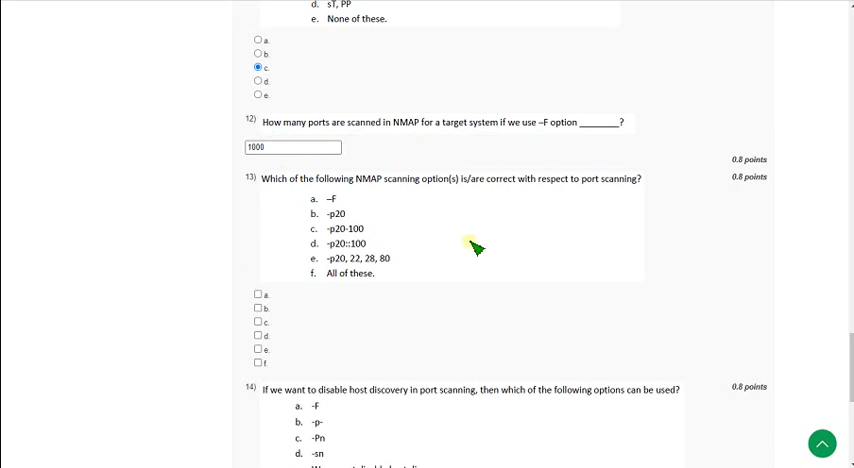 d. sT, PP
e. None of these.
a.
b.
c.
d.
e.
12) How many ports are scanned in NMAP for a target system if we use –F option ________?
1000
0.8 points
13) Which of the following NMAP scanning option(s) is/are correct with respect to port scanning?
0.8 points
a. –F
b. -p20
c. -p20-100
d. -p20::100
e. -p20, 22, 28, 80
f. All of these.
a.
b.
c.
d.
e.
f.
14) If we want to disable host discovery in port scanning, then which of the following options can be used?
0.8 points
a. -F
b. -p-
c. -Pn
d. -sn